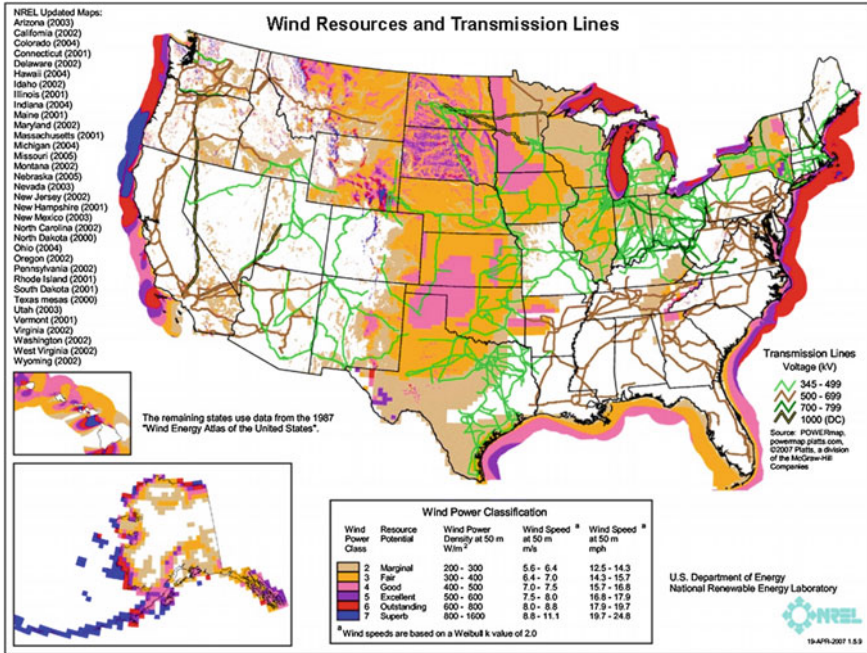 Wind Resources and Transmission Lines
NREL Updated Maps:
Arizona (2003)
California (2002)
Colorado (2004)
Connecticut (2001)
Delaware (2002)
Hawaii (2004)
Idaho (2002)
Illinois (2001)
Indiana (2004)
Maine (2001)
Maryland (2002)
Massachusetts (2001)
Michigan (2004)
Missouri (2005)
Montana (2002)
Nebraska (2005)
Nevada (2003)
New Jersey (2002)
New Hampshire (2001)
New Mexico (2003)
North Carolina (2002)
North Dakota (2000)
Ohio (2004)
Oregon (2002)
Pennsylvania (2002)
Rhode Island (2001)
South Dakota (2001)
Texas mesas (2000)
Utah (2003)
Vermont (2001)
Virginia (2002)
Washington (2002)
West Virginia (2002)
Wyoming (2002)
The remaining states use data from the 1987
"Wind Energy Atlas of the United States".
Transmission Lines
Voltage (kV)
345 - 499
500 - 699
700 - 799
1000 (DC)
Source: POWERmap,
powermap.platts.com,
©2007 Platts, a division
of the McGraw-Hill
Companies
Wind Power Classification
Wind Resource Wind Power Wind Speed a Wind Speed a
Power Potential Density at 50 m at 50 m at 50 m
Class W/m 2 m/s mph
2 Marginal 200 - 300 5.6 - 6.4 12.5 - 14.3
3 Fair 300 - 400 6.4 - 7.0 14.3 - 15.7
4 Good 400 - 500 7.0 - 7.5 15.7 - 16.8
5 Excellent 500 - 600 7.5 - 8.0 16.8 - 17.9
6 Outstanding 600 - 800 8.0 - 8.8 17.9 - 19.7
7 Superb 800 - 1600 8.8 - 11.1 19.7 - 24.8
a Wind speeds are based on a Weibull k value of 2.0
U.S. Department of Energy
National Renewable Energy Laboratory
NREL
19-APR-2007 1.5.9